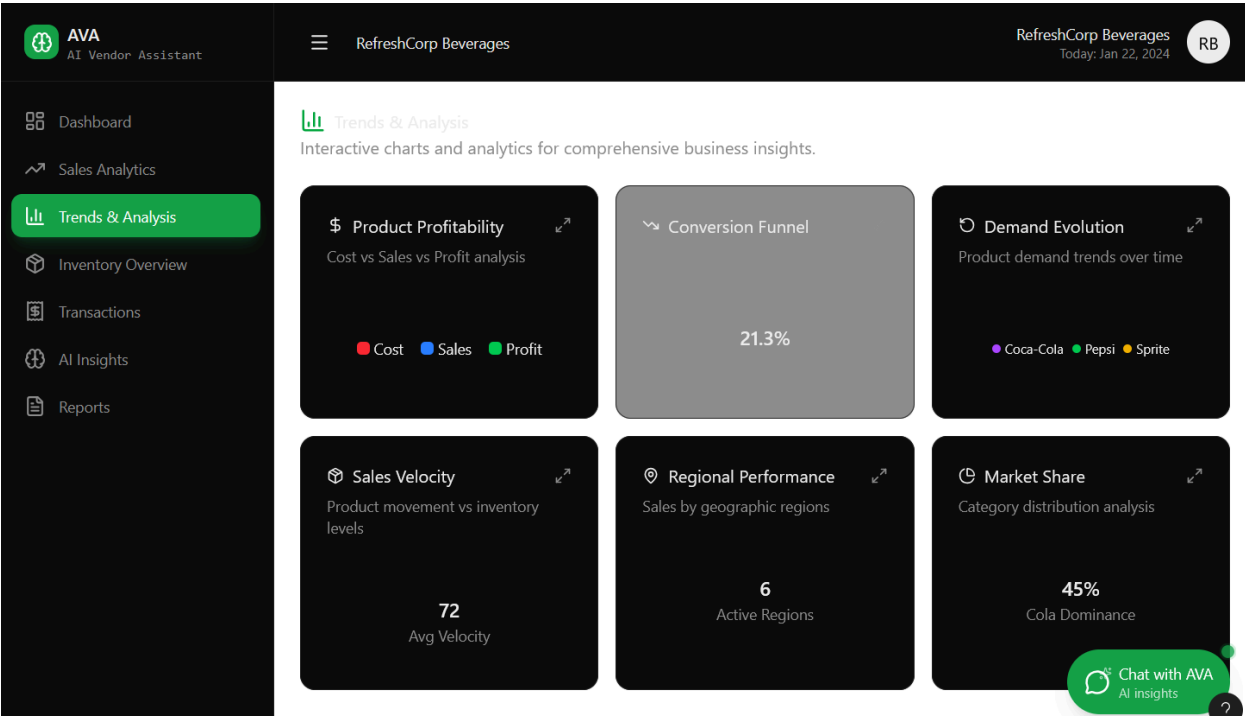 AVA
AI Vendor Assistant
RefreshCorp Beverages
RefreshCorp Beverages
Today: Jan 22, 2024
RB
Dashboard
Sales Analytics
Trends & Analysis
Inventory Overview
Transactions
AI Insights
Reports
Trends & Analysis
Interactive charts and analytics for comprehensive business insights.
Product Profitability
Cost vs Sales vs Profit analysis
Cost Sales Profit
Conversion Funnel
21.3%
Demand Evolution
Product demand trends over time
Coca-Cola Pepsi Sprite
Sales Velocity
Product movement vs inventory
levels
72
Avg Velocity
Regional Performance
Sales by geographic regions
6
Active Regions
Market Share
Category distribution analysis
45%
Cola Dominance
Chat with AVA
AI insights
?